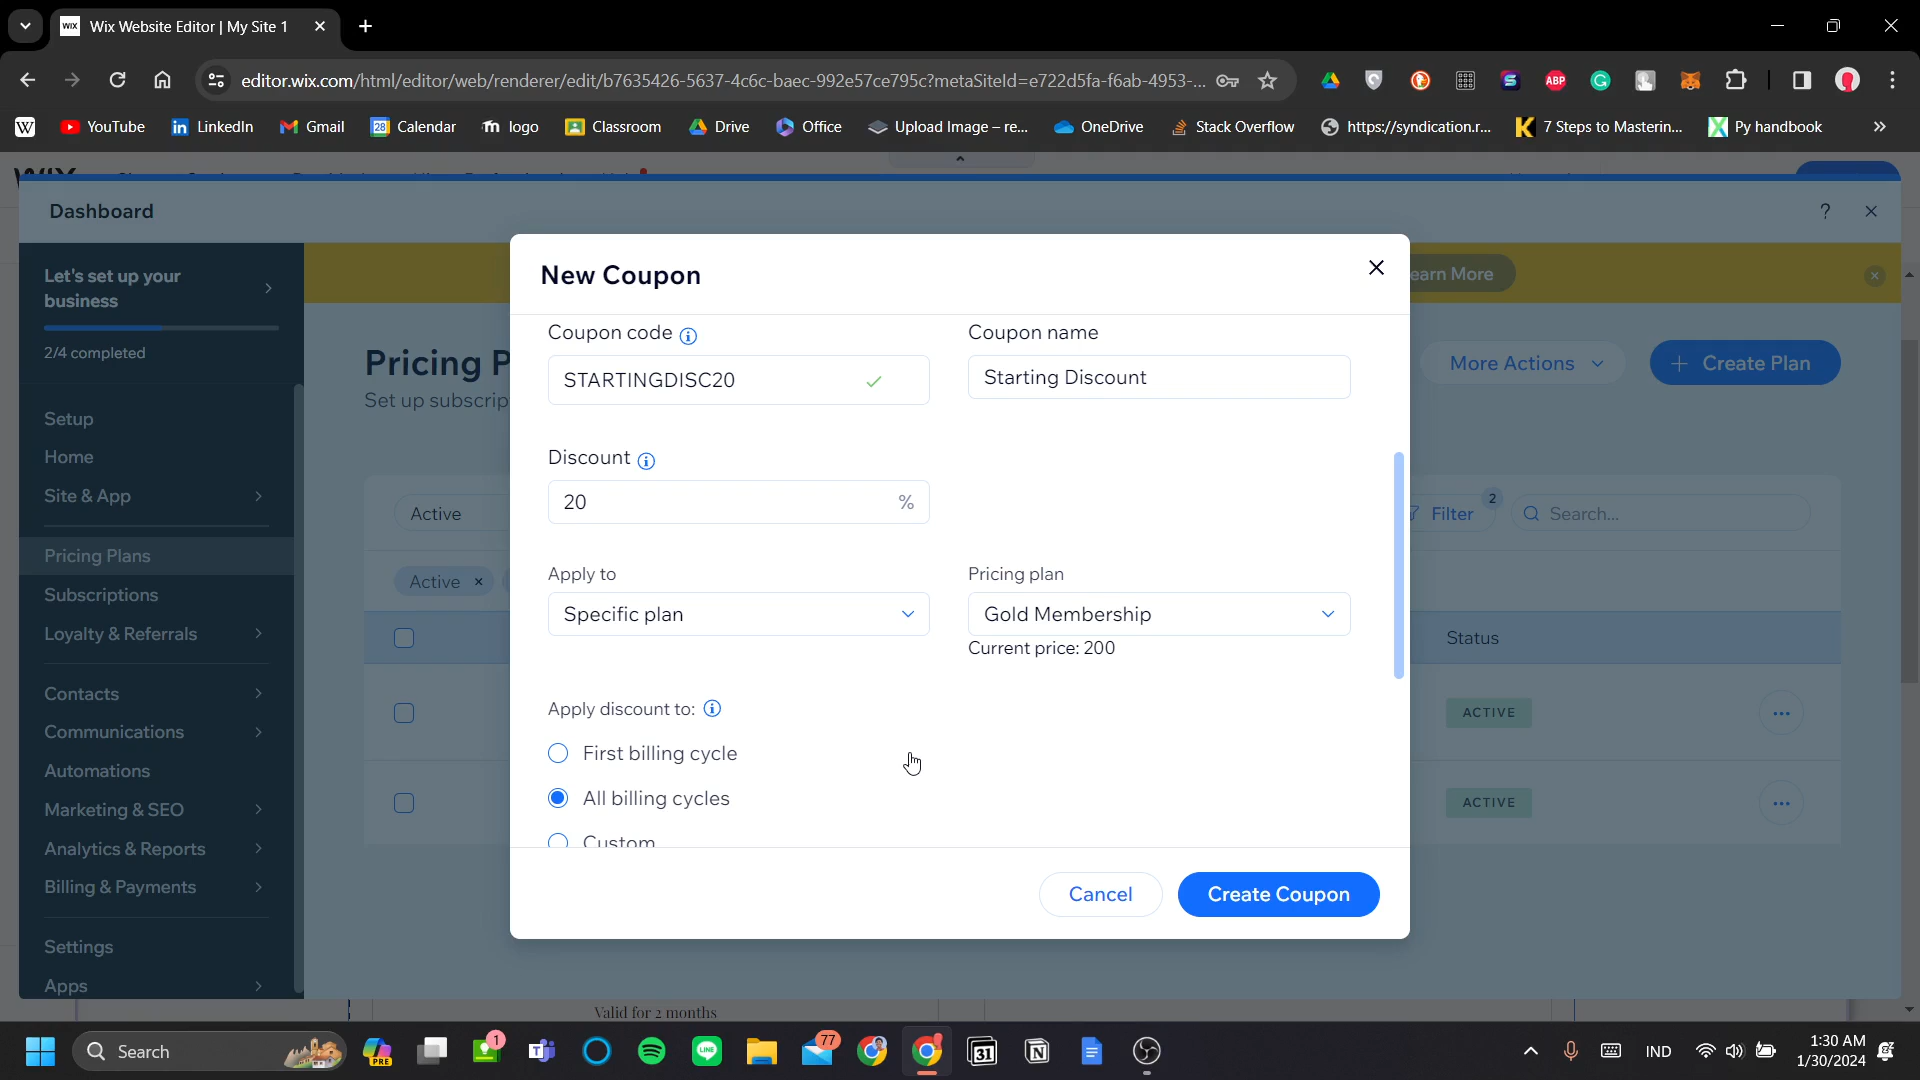 Wix Website Editor | My Site 1
editor.wix.com/html/editor/web/renderer/edit/b7635426-5637-4c6c-baec-992e57ce795c?metaSiteId=e722d5fa-f6ab-4953-...
YouTube
LinkedIn
Gmail
Calendar
logo
Classroom
Drive
Office
Upload Image – re...
OneDrive
Stack Overflow
https://syndication.r...
7 Steps to Masterin...
Py handbook
Dashboard
?
Let's set up your
business
2/4 completed
Setup
Home
Site & App
Pricing Plans
Subscriptions
Loyalty & Referrals
Contacts
Communications
Automations
Marketing & SEO
Analytics & Reports
Billing & Payments
Settings
Apps
earn More
Pricing P
Set up subscrip
More Actions
+ Create Plan
Active
Filter
2
Search...
Active
Status
ACTIVE
ACTIVE
New Coupon
Coupon code
STARTINGDISC20
Coupon name
Starting Discount
Discount
20 %
Apply to
Specific plan
Pricing plan
Gold Membership
Current price: 200
Apply discount to:
First billing cycle
All billing cycles
Custom
Cancel
Create Coupon
Valid for 2 months
Search
PRE
1
77
31
IND
1:30 AM
1/30/2024